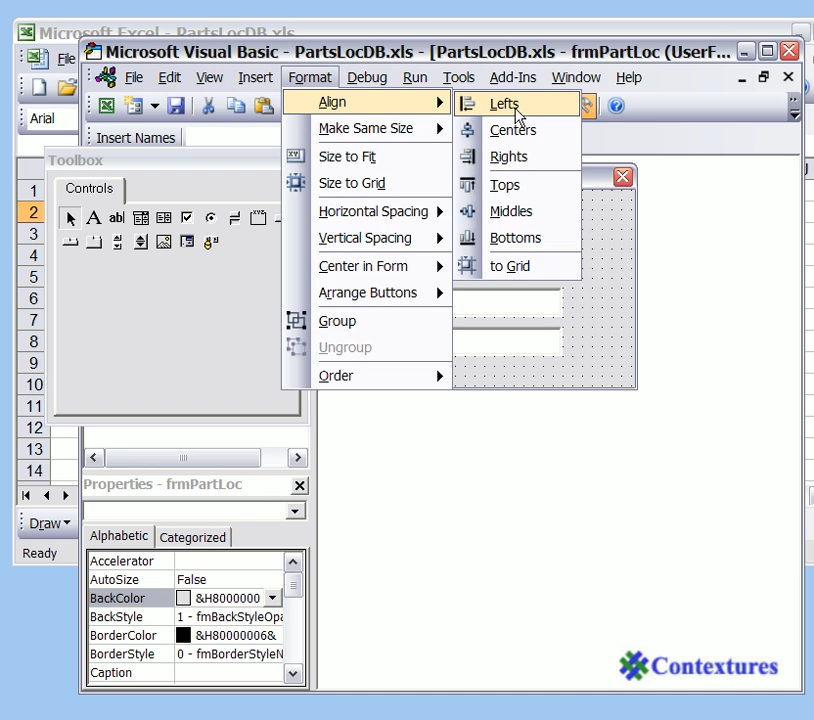 Microsoft Excel - PartsLocDB.xls
Microsoft Visual Basic - PartsLocDB.xls - [PartsLocDB.xls - frmPartLoc (UserF...
File
File Edit View Insert Format Debug Run Tools Add-Ins Window Help
Arial
Insert Names
Toolbox
Controls
Align
Make Same Size
Size to Fit
Size to Grid
Horizontal Spacing
Vertical Spacing
Center in Form
Arrange Buttons
Group
Ungroup
Order
Lefts
Centers
Rights
Tops
Middles
Bottoms
to Grid
1
2
3
4
5
6
7
8
9
10
11
12
13
14
Draw
Ready
Properties - frmPartLoc
Alphabetic Categorized
Accelerator
AutoSize False
BackColor &H8000000
BackStyle 1 - fmBackStyleOpa
BorderColor &H80000006&
BorderStyle 0 - fmBorderStyleN
Caption
Contextures